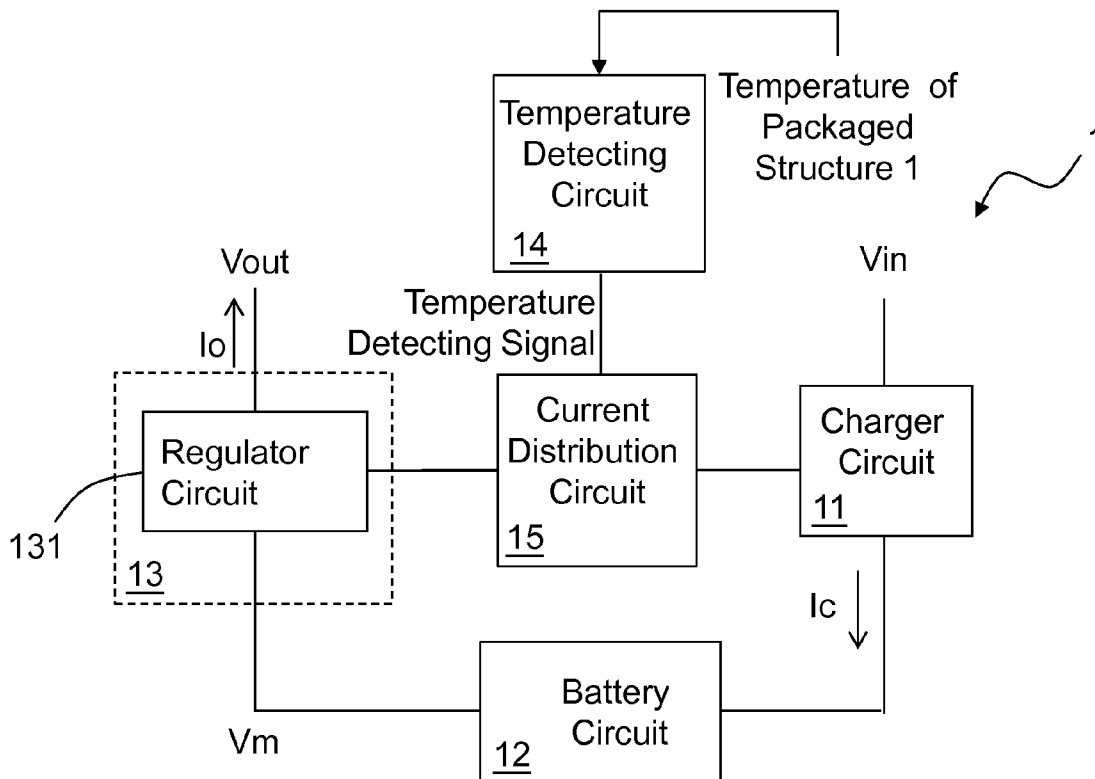 Temperature of
Packaged
Structure 1
Temperature
Detecting
Circuit
14
Vout
Vin
Temperature
Detecting Signal
Io
Regulator
Circuit
131
13
Current
Distribution
Circuit
15
Charger
Circuit
11
Ic
Battery
Circuit
12
Vm